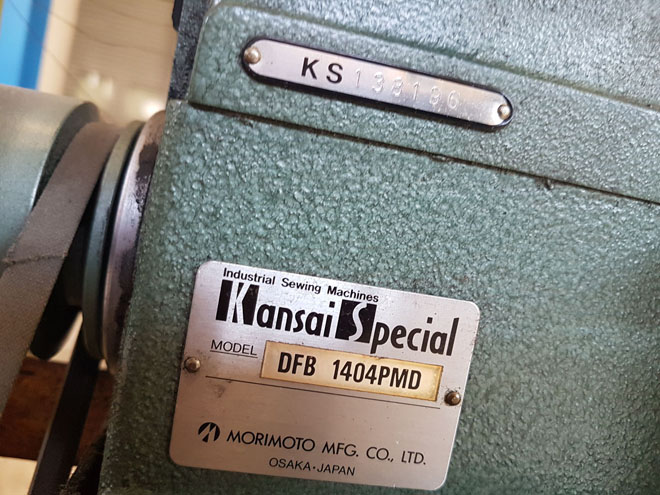 KS 138186
Industrial Sewing Machines
Kansai Special
MODEL DFB 1404PMD
MORIMOTO MFG. CO., LTD.
OSAKA·JAPAN